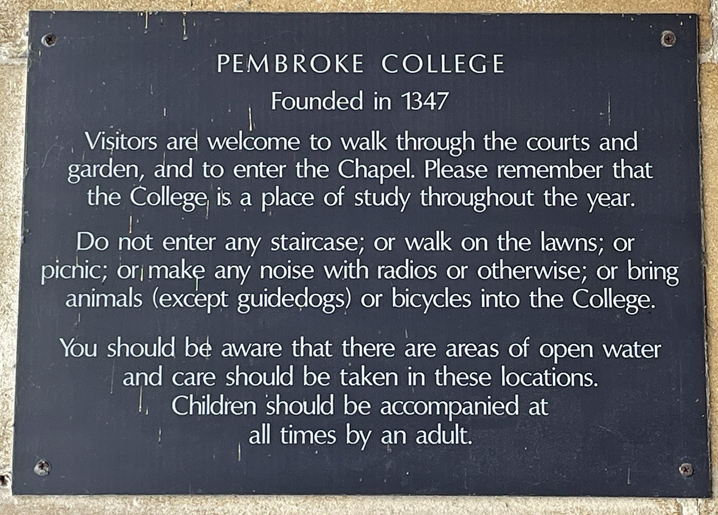 PEMBROKE COLLEGE
Founded in 1347
Visitors are welcome to walk through the courts and
garden, and to enter the Chapel. Please remember that
the College is a place of study throughout the year.
Do not enter any staircase; or walk on the lawns; or
picnic; or make any noise with radios or otherwise; or bring
animals (except guidedogs) or bicycles into the College.
You should be aware that there are areas of open water
and care should be taken in these locations.
Children should be accompanied at
all times by an adult.